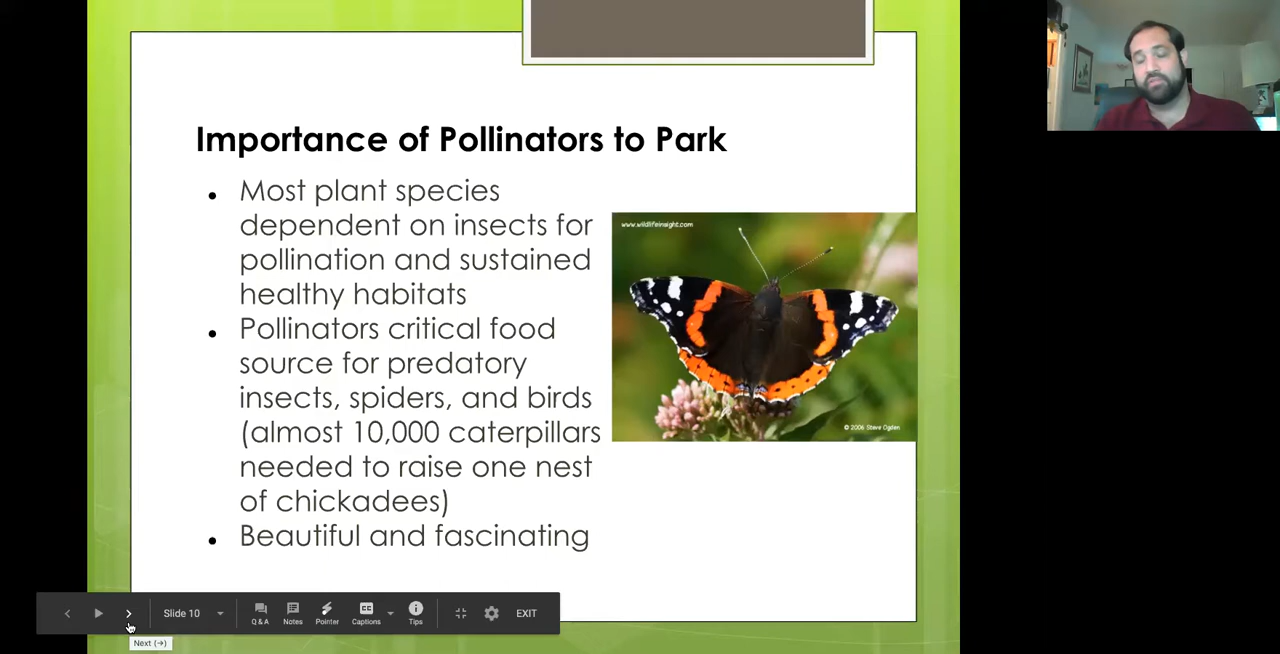 Importance of Pollinators to Park
Most plant species
dependent on insects for
pollination and sustained
healthy habitats
Pollinators critical food
source for predatory
insects, spiders, and birds
(almost 10,000 caterpillars
needed to raise one nest
of chickadees)
Beautiful and fascinating
www.wildlifeinsight.com
© 2006 Steve Ogden
Slide 10
Q & A
Notes
Pointer
CC
Captions
Tips
EXIT
Next (→)